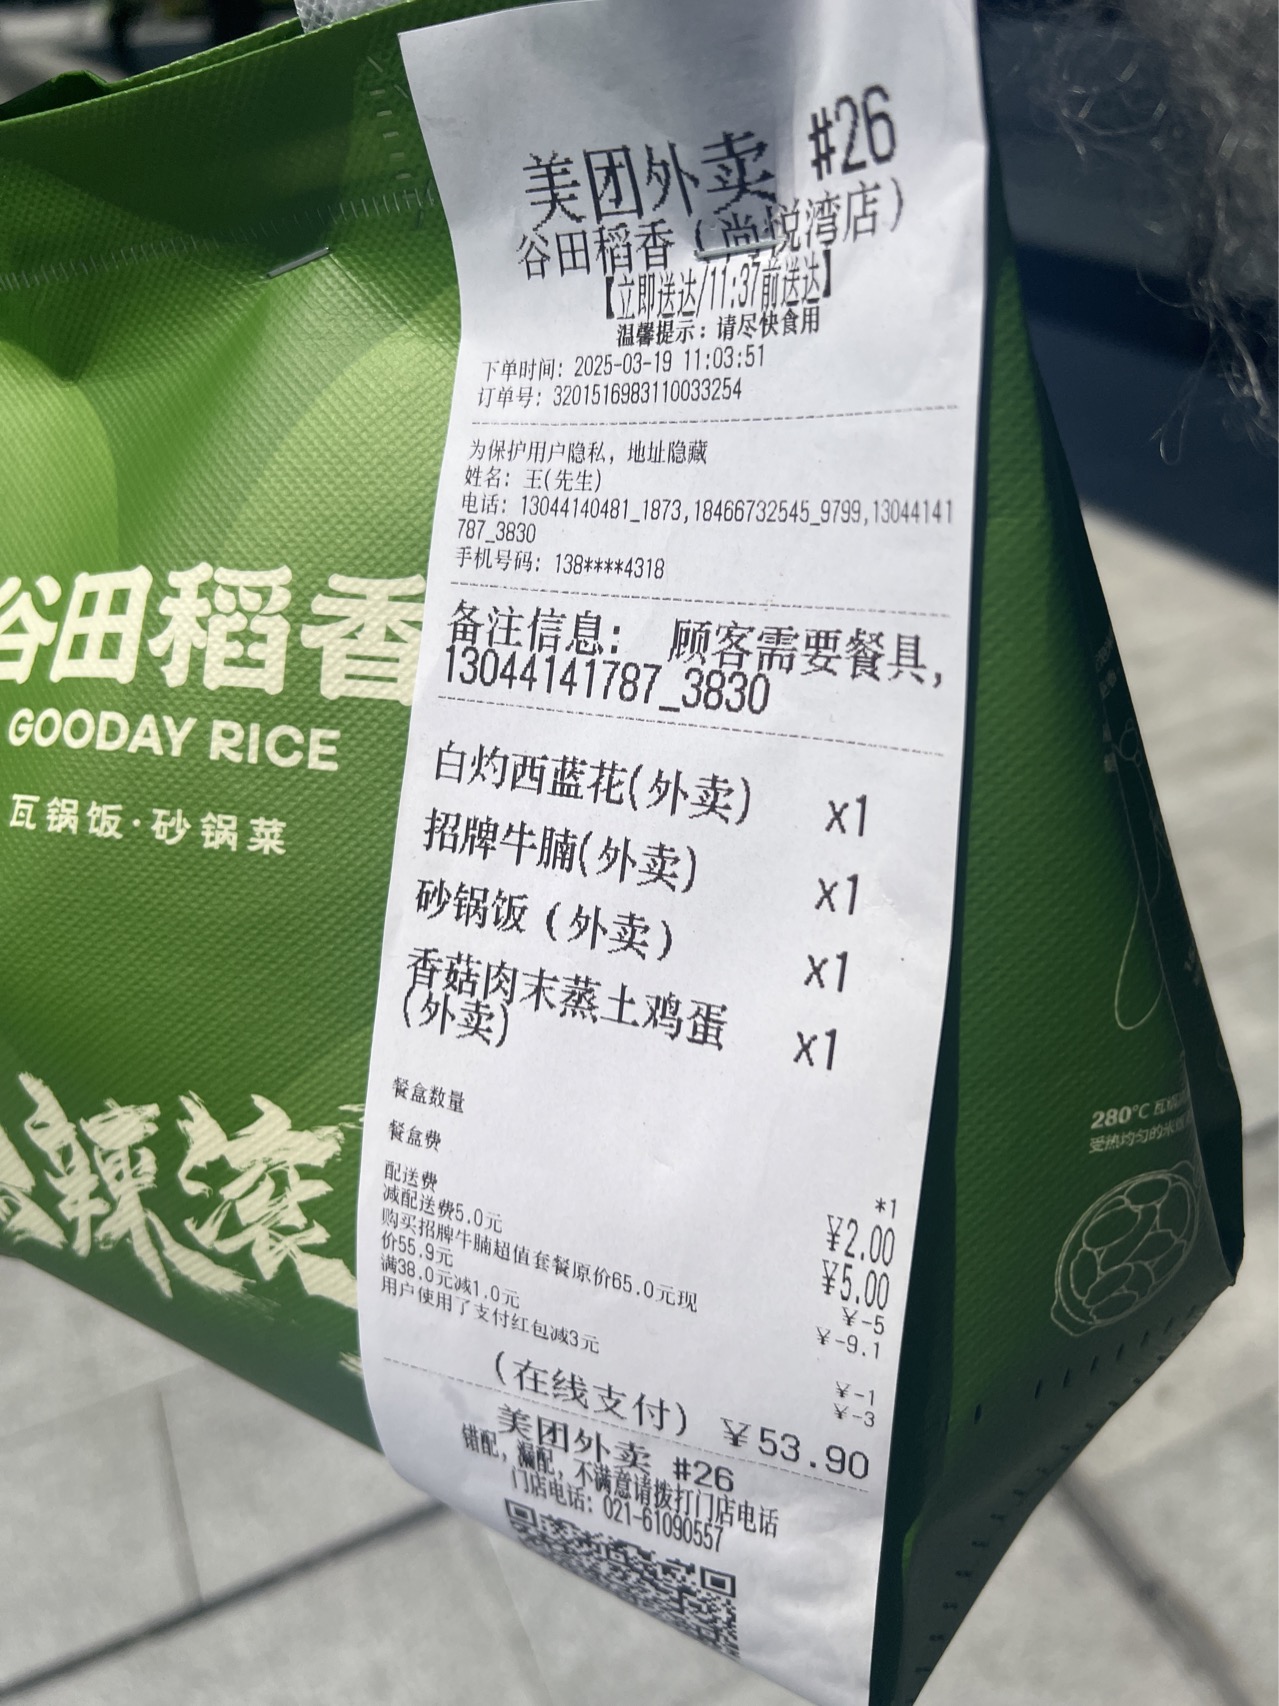 美团外卖 #26
谷田稻香（尚悦湾店）
【立即送达/11:37前送达】
温馨提示：请尽快食用
下单时间：2025-03-19 11:03:51
订单号：3201516983110033254
为保护用户隐私，地址隐藏
姓名：王(先生)
电话：13044140481_1873,18466732545_9799,13044141
787_3830
手机号码：138****4318
备注信息： 顾客需要餐具，
13044141787_3830
白灼西蓝花(外卖) x1
招牌牛腩(外卖) x1
砂锅饭（外卖） x1
香菇肉末蒸土鸡蛋 x1
(外卖)
餐盒数量 *1
餐盒费 ¥2.00
配送费 ¥5.00
减配送费5.0元 ¥-5
购买招牌牛腩超值套餐原价65.0元现 ¥-9.1
价55.9元
满38.0元减1.0元 ¥-1
用户使用了支付红包减3元 ¥-3
(在线支付) ¥53.90
美团外卖 #26
错配，漏配，不满意请拨打门店电话
门店电话：021-61090557
谷田稻香
GOODAY RICE
瓦锅饭·砂锅菜
辣滚
280°C 瓦锅
受热均匀的米